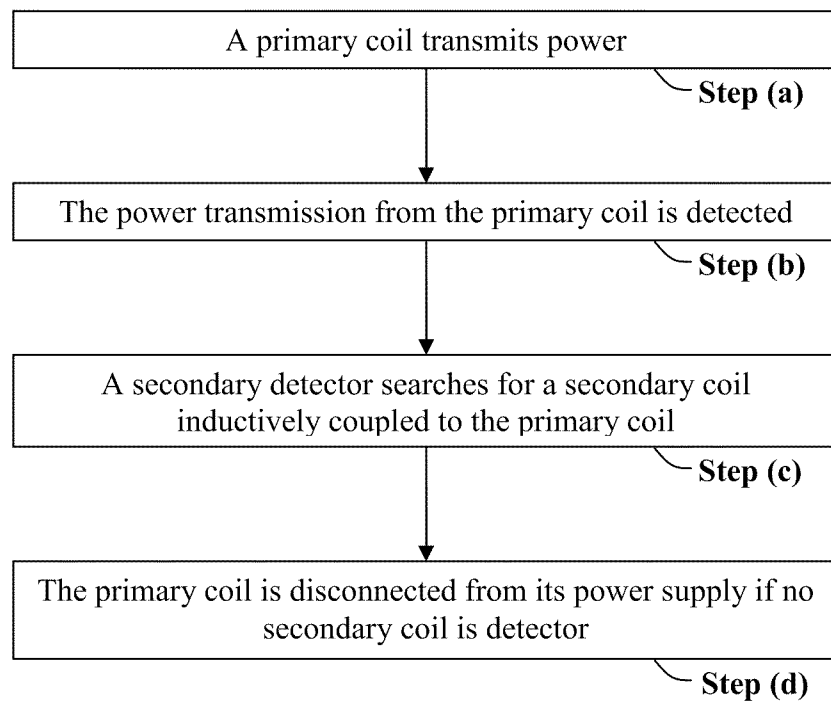 A primary coil transmits power
Step (a)
The power transmission from the primary coil is detected
Step (b)
A secondary detector searches for a secondary coil
inductively coupled to the primary coil
Step (c)
The primary coil is disconnected from its power supply if no
secondary coil is detector
Step (d)